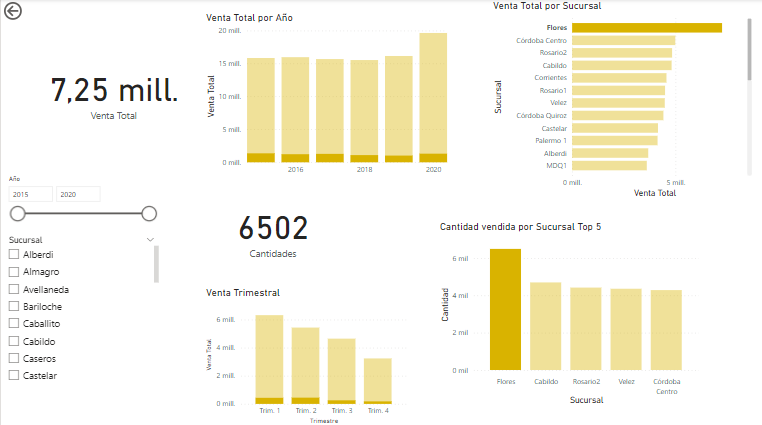 7,25 mill.
Venta Total
Año
2015
2020
Sucursal
Alberdi
Almagro
Avellaneda
Bariloche
Caballito
Cabildo
Caseros
Castelar
Venta Total por Año
Venta Total
20 mill.
15 mill.
10 mill.
5 mill.
0 mill.
2016
2018
2020
6502
Cantidades
Venta Trimestral
Venta Total
6 mill.
4 mill.
2 mill.
0 mill.
Trim. 1
Trim. 2
Trim. 3
Trim. 4
Trimestre
Venta Total por Sucursal
Sucursal
Flores
Córdoba Centro
Rosario2
Cabildo
Corrientes
Rosario1
Velez
Córdoba Quiroz
Castelar
Palermo 1
Alberdi
MDQ1
0 mill.
5 mill.
Venta Total
Cantidad vendida por Sucursal Top 5
Cantidad
6 mil
4 mil
2 mil
0 mil
Flores
Cabildo
Rosario2
Velez
Córdoba
Centro
Sucursal